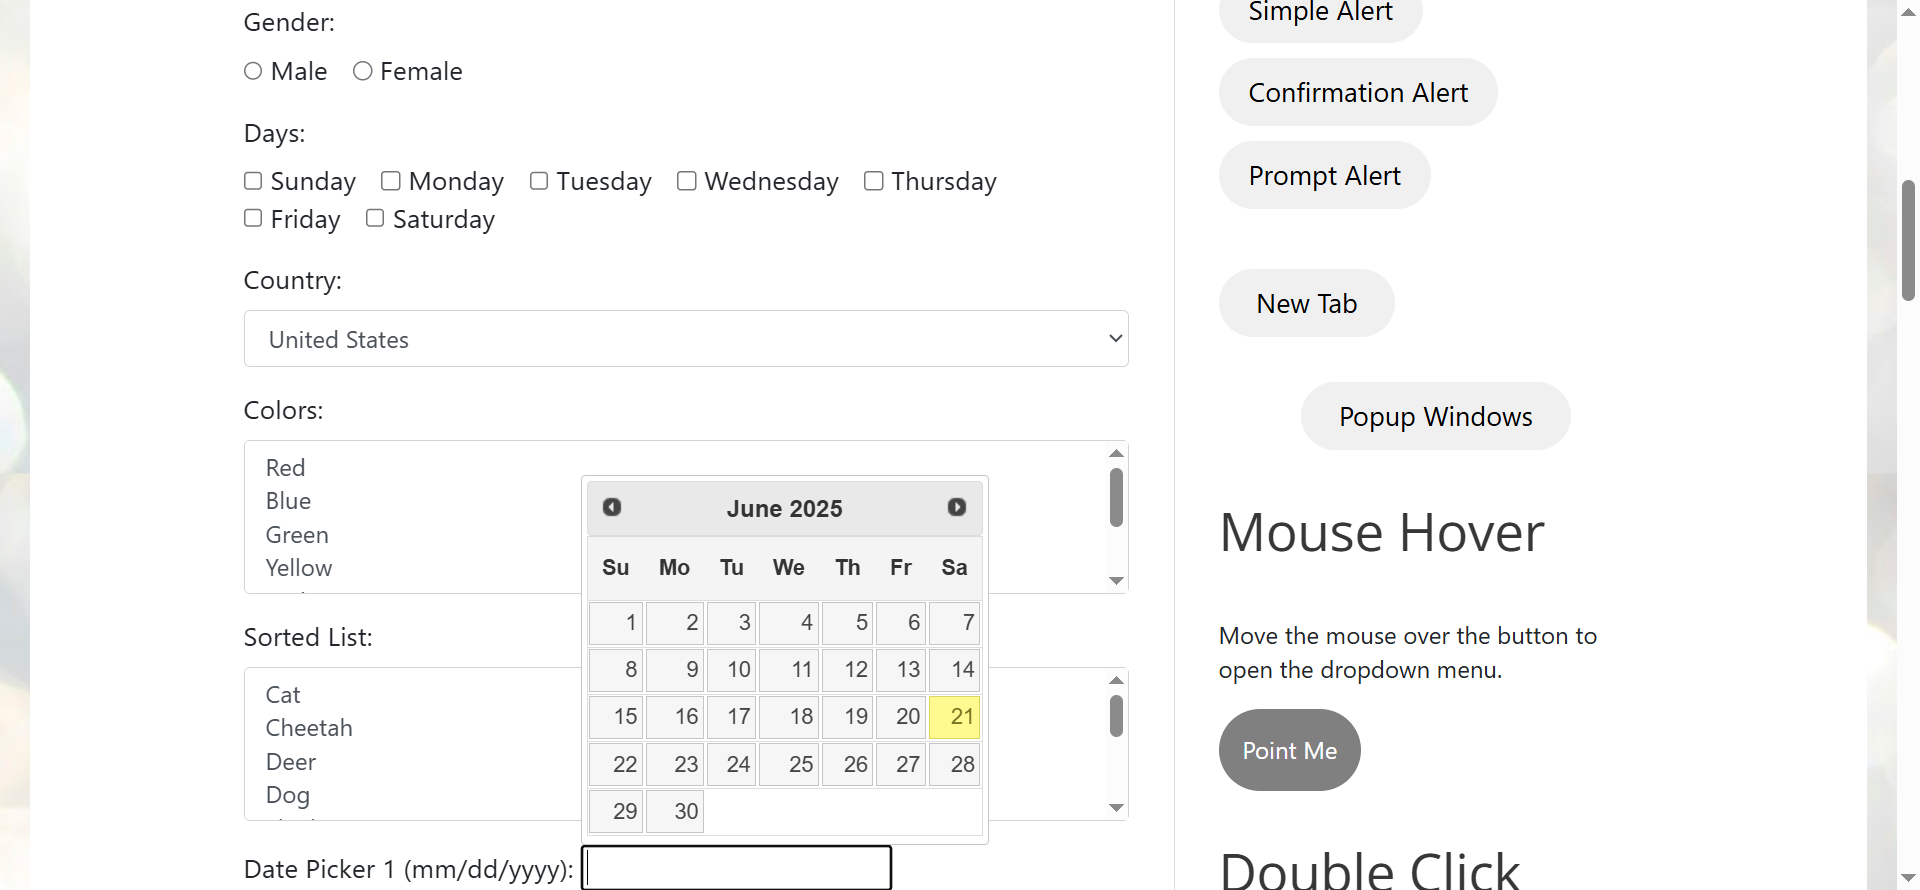 Gender:
Male Female
Days:
Sunday Monday Tuesday Wednesday Thursday
Friday Saturday
Country:
United States
Colors:
Red
Blue
Green
Yellow
Sorted List:
Cat
Cheetah
Deer
Dog
June 2025
Su Mo Tu We Th Fr Sa
1 2 3 4 5 6 7
8 9 10 11 12 13 14
15 16 17 18 19 20 21
22 23 24 25 26 27 28
29 30
Date Picker 1 (mm/dd/yyyy):
Simple Alert
Confirmation Alert
Prompt Alert
New Tab
Popup Windows
Mouse Hover
Move the mouse over the button to
open the dropdown menu.
Point Me
Double Click